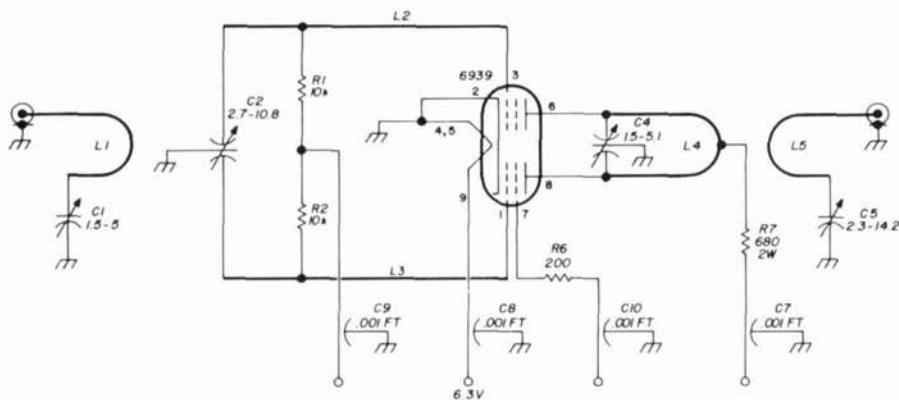 L1
C1
1.5-5
C2
2.7-10.8
L2
R1
10k
R2
10k
L3
6939
2
3
4,5
9
1
7
6
8
C4
1.5-5.1
L4
L5
R6
200
R7
680
2W
C5
2.3-14.2
C9
.001 FT
C8
.001 FT
C10
.001 FT
C7
.001 FT
6.3V